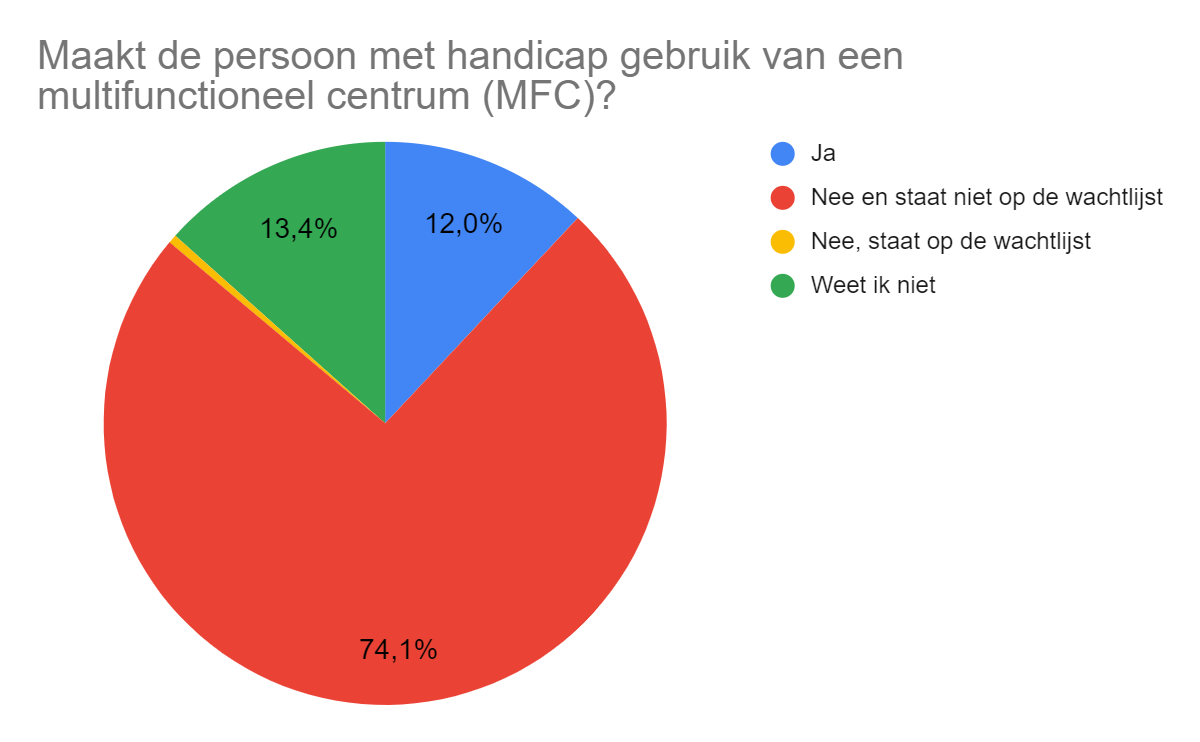 Maakt de persoon met handicap gebruik van een
multifunctioneel centrum (MFC)?
Ja
Nee en staat niet op de wachtlijst
Nee, staat op de wachtlijst
Weet ik niet
13,4%
12,0%
74,1%